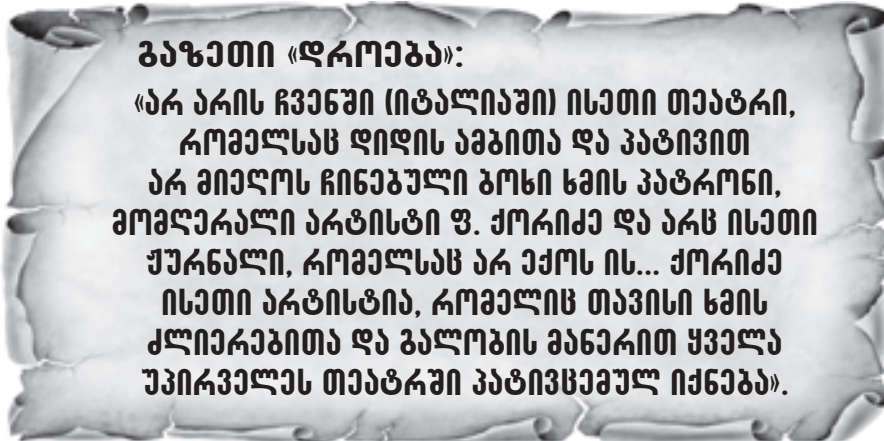 გაზეთი «დროება»:
«არ არის ჩვენში (იტალიაში) ისეთი თეატრი,
რომელსაც დიდის ამბითა და პატივით
არ მიეღოს ჩინებული ბოხი ხმის პატრონი,
მომღერალი არტისტი ფ. ქორიძე და არც ისეთი
ჟურნალი, რომელსაც არ ექოს ის... ქორიძე
ისეთი არტისტია, რომელიც თავისი ხმის
ძლიერებითა და გალობის მანერით ყველა
უპირველეს თეატრში პატივცემულ იქნება».